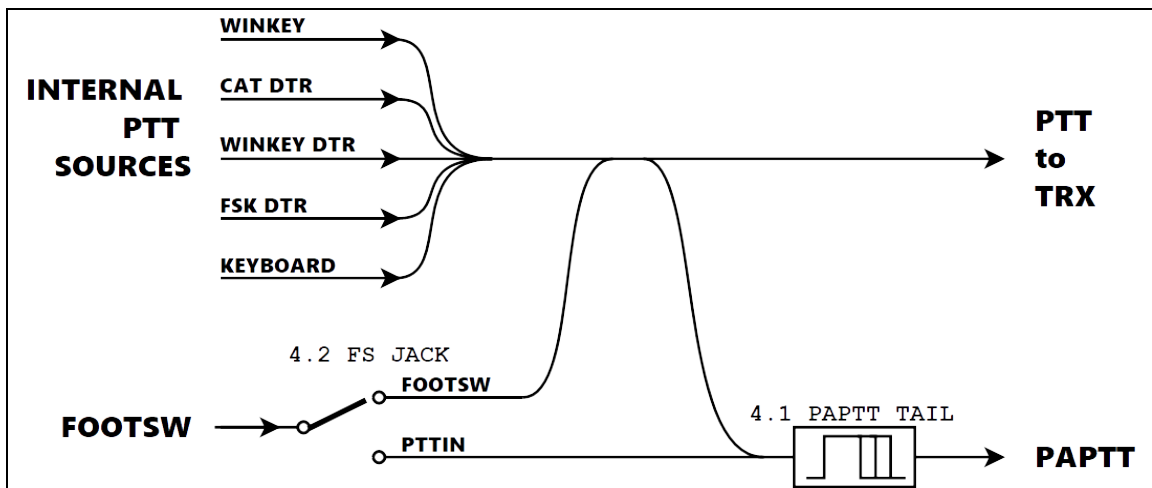 INTERNAL
PTT
SOURCES
WINKEY
CAT DTR
WINKEY DTR
FSK DTR
KEYBOARD
PTT
to
TRX
4.2 FS JACK
FOOTSW
FOOTSW
PTTIN
4.1 PAPTT TAIL
PAPTT